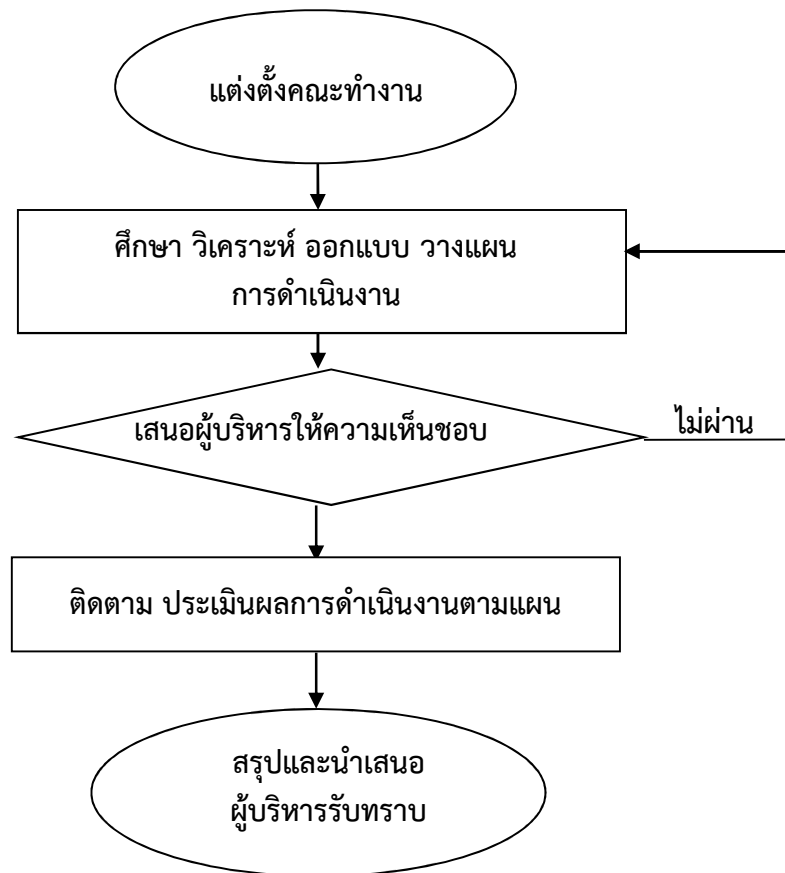 แต่งตั้งคณะทำงาน
ศึกษา วิเคราะห์ ออกแบบ วางแผน
การดำเนินงาน
เสนอผู้บริหารให้ความเห็นชอบ
ไม่ผ่าน
ติดตาม ประเมินผลการดำเนินงานตามแผน
สรุปและนำเสนอ
ผู้บริหารรับทราบ